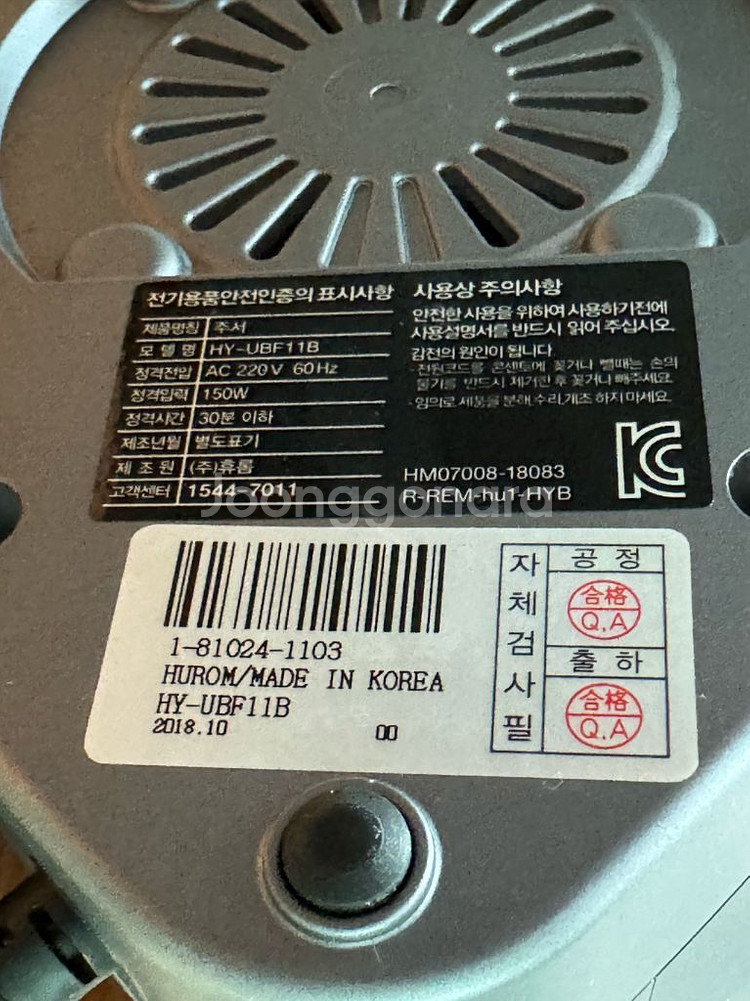 전기용품안전인증의 표시사항
제품명칭 주서
모 델 명 HY-UBF11B
정격전압 AC 220V 60Hz
정격입력 150W
정격시간 30분 이하
제조년월 별도표기
제 조 원 (주)휴롬
고객센터 1544-7011
사용상 주의사항
안전한 사용을 위하여 사용하기전에
사용설명서를 반드시 읽어 주십시오.
감전의 원인이 됩니다
-전원코드를 콘센트에 꽂거나 뺄때는 손의
물기를 반드시 제거한 후 꽂거나 빼주세요.
-임의로 제품을 분해,수리,개조 하지 마세요.
HM07008-18083
R-REM-hu1-HYB
KC
Joonggonara
1-81024-1103
HUROM/MADE IN KOREA
HY-UBF11B
2018.10 00
자체검사필
공 정
合格
Q.A
출 하
合格
Q.A